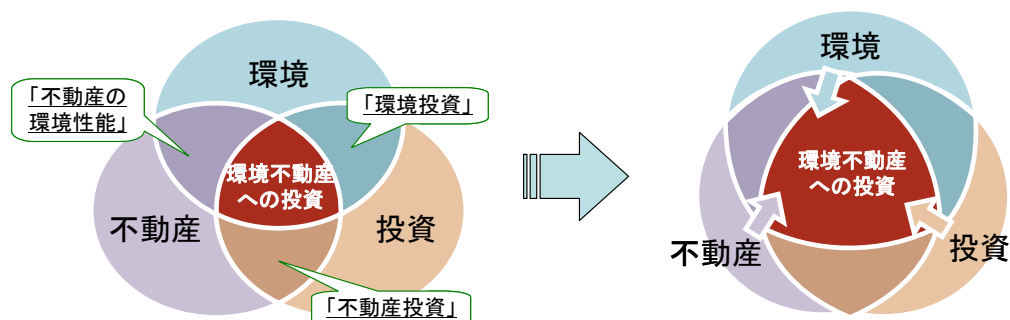 環境
「不動産の
環境性能」
「環境投資」
環境不動産
への投資
不動産
投資
「不動産投資」
環境
環境不動産
への投資
不動産
投資